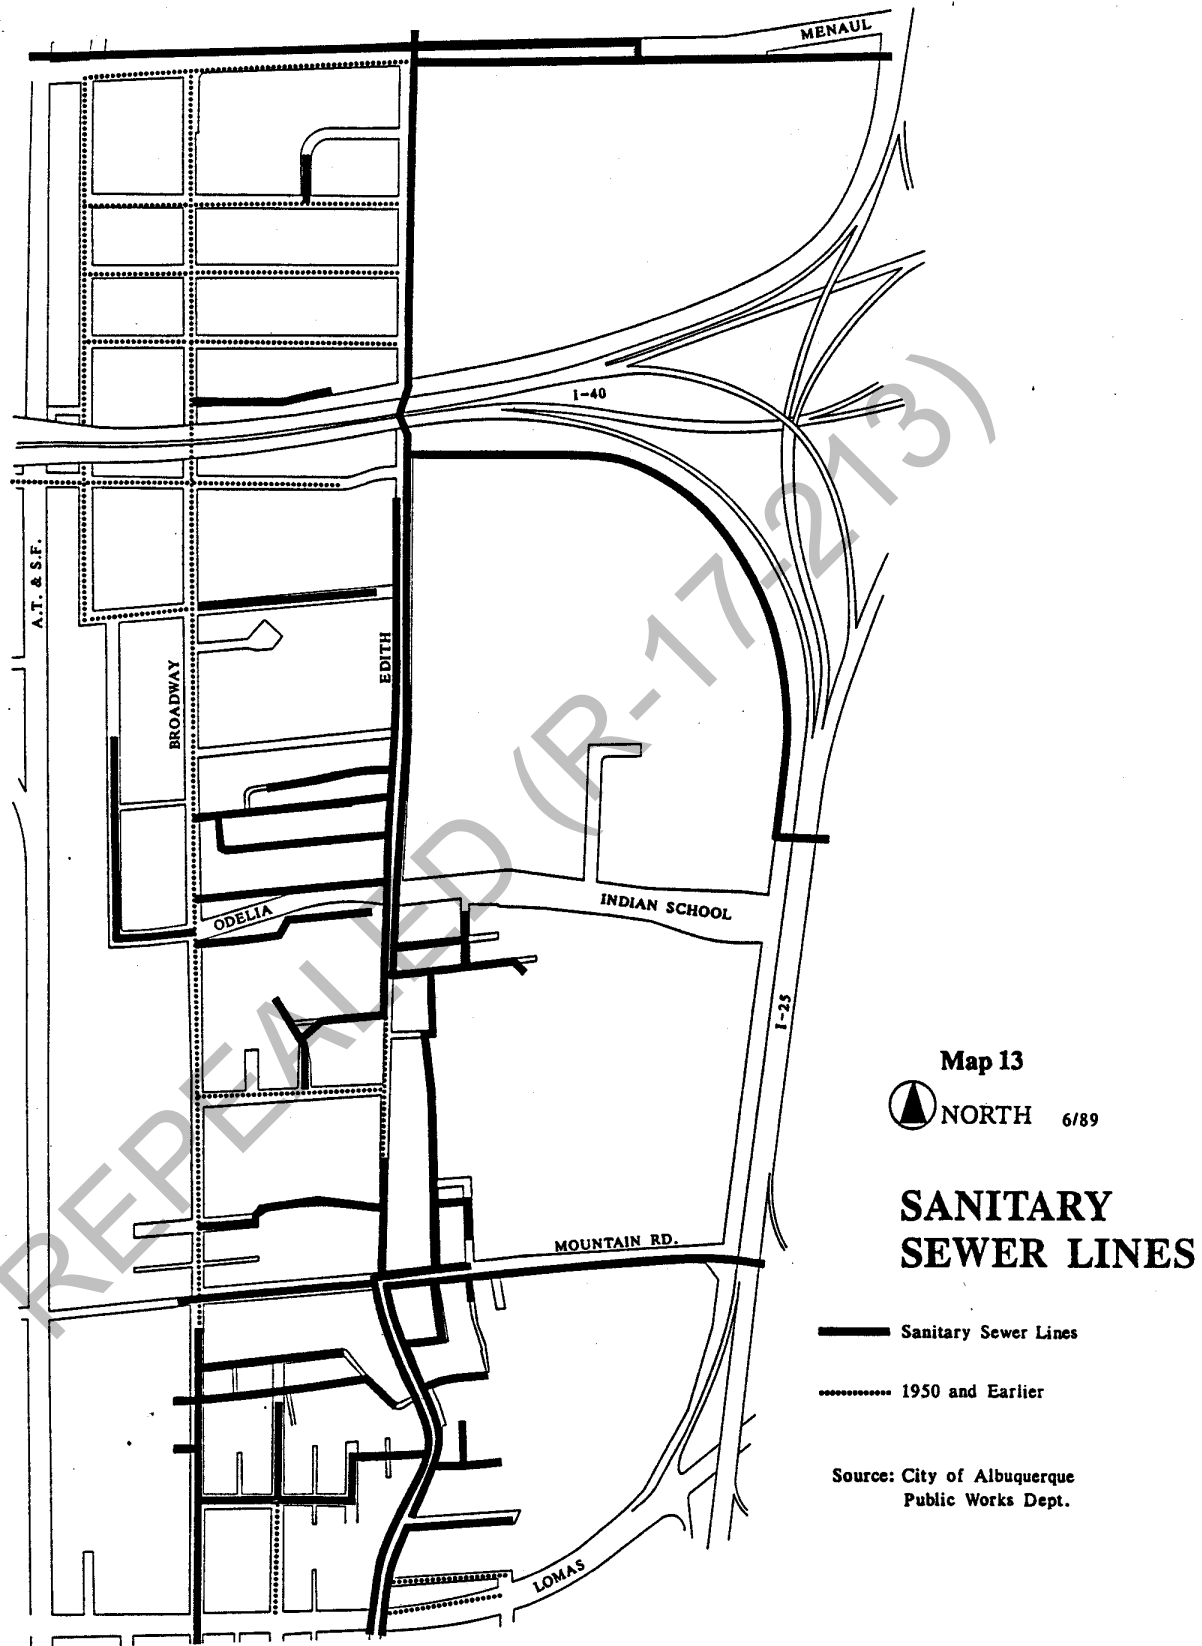 MENAUL
I-40
A.T. & S.F.
BROADWAY
EDITH
ODELIA
INDIAN SCHOOL
I-25
MOUNTAIN RD.
LOMAS
Map 13
NORTH 6/89
SANITARY
SEWER LINES
Sanitary Sewer Lines
1950 and Earlier
Source: City of Albuquerque
Public Works Dept.
REPEALED (R-17-213)